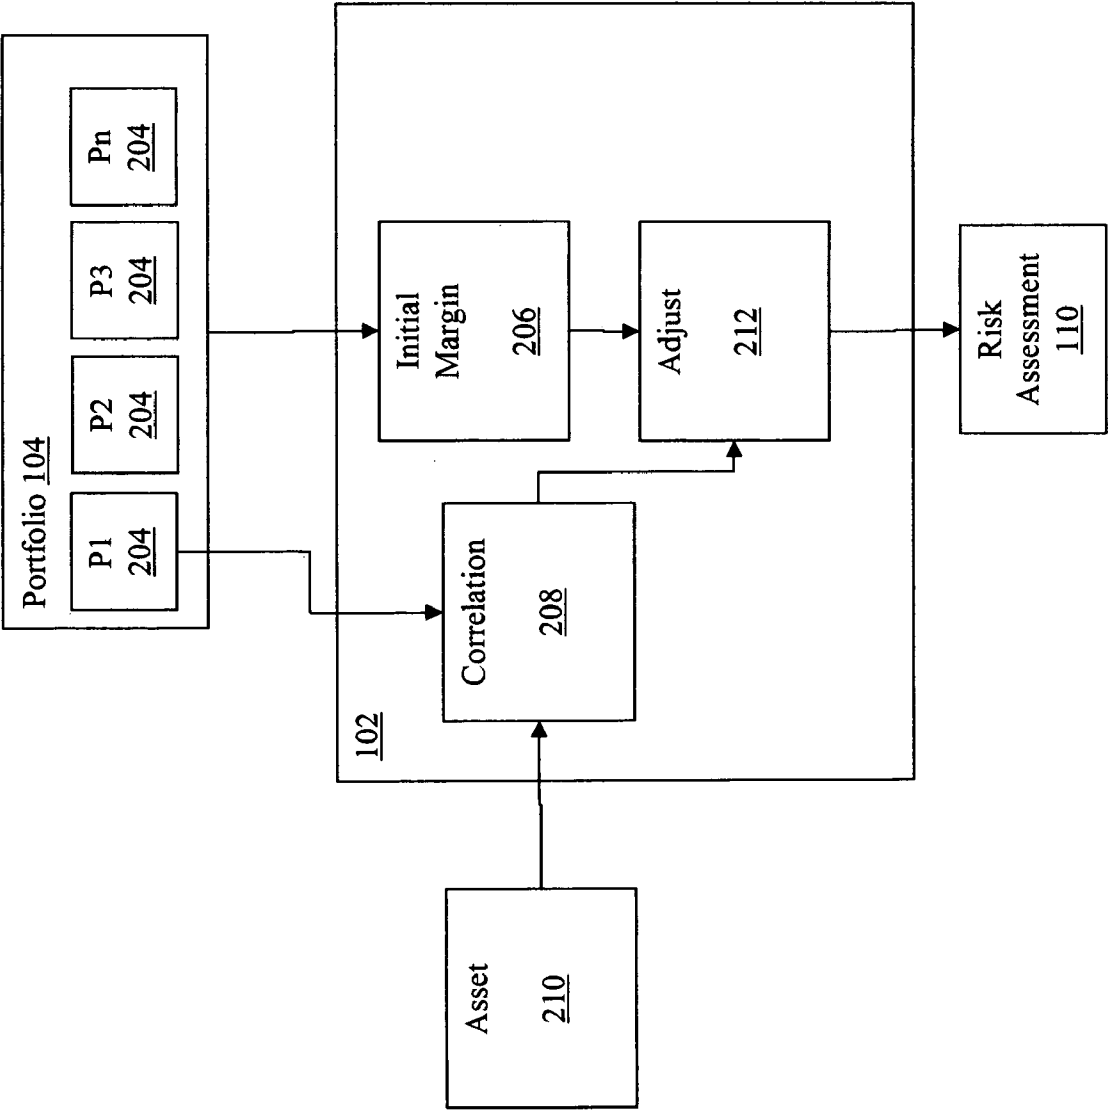 Portfolio 104
P1
204
P2
204
P3
204
Pn
204
102
Initial
Margin
206
Correlation
208
Adjust
212
Asset
210
Risk
Assessment
110